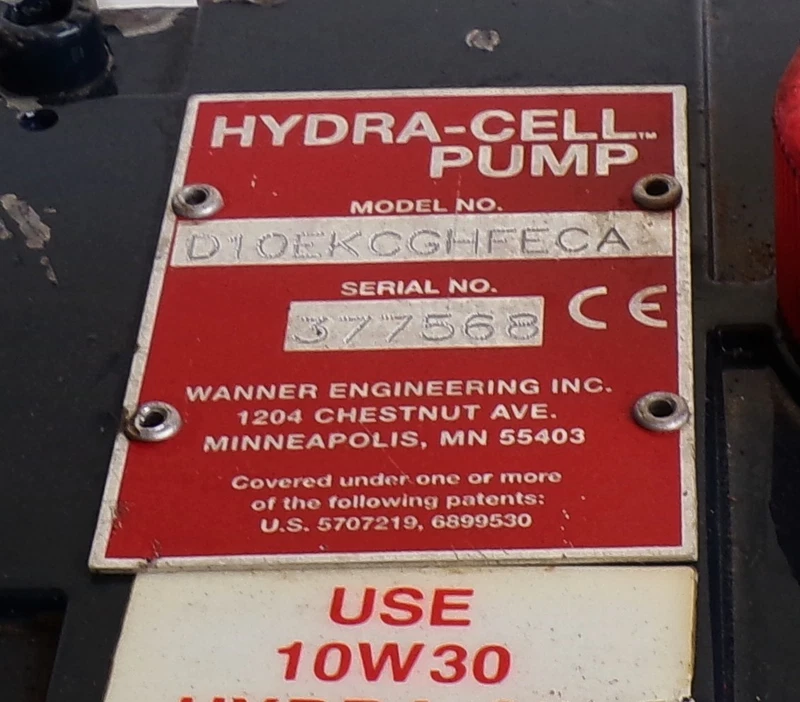 HYDRA-CELL™
PUMP
MODEL NO.
D10EKCGHFECA
SERIAL NO.
377568 CE
WANNER ENGINEERING INC.
1204 CHESTNUT AVE.
MINNEAPOLIS, MN 55403
Covered under one or more
of the following patents:
U.S. 5707219, 6899530
USE
10W30